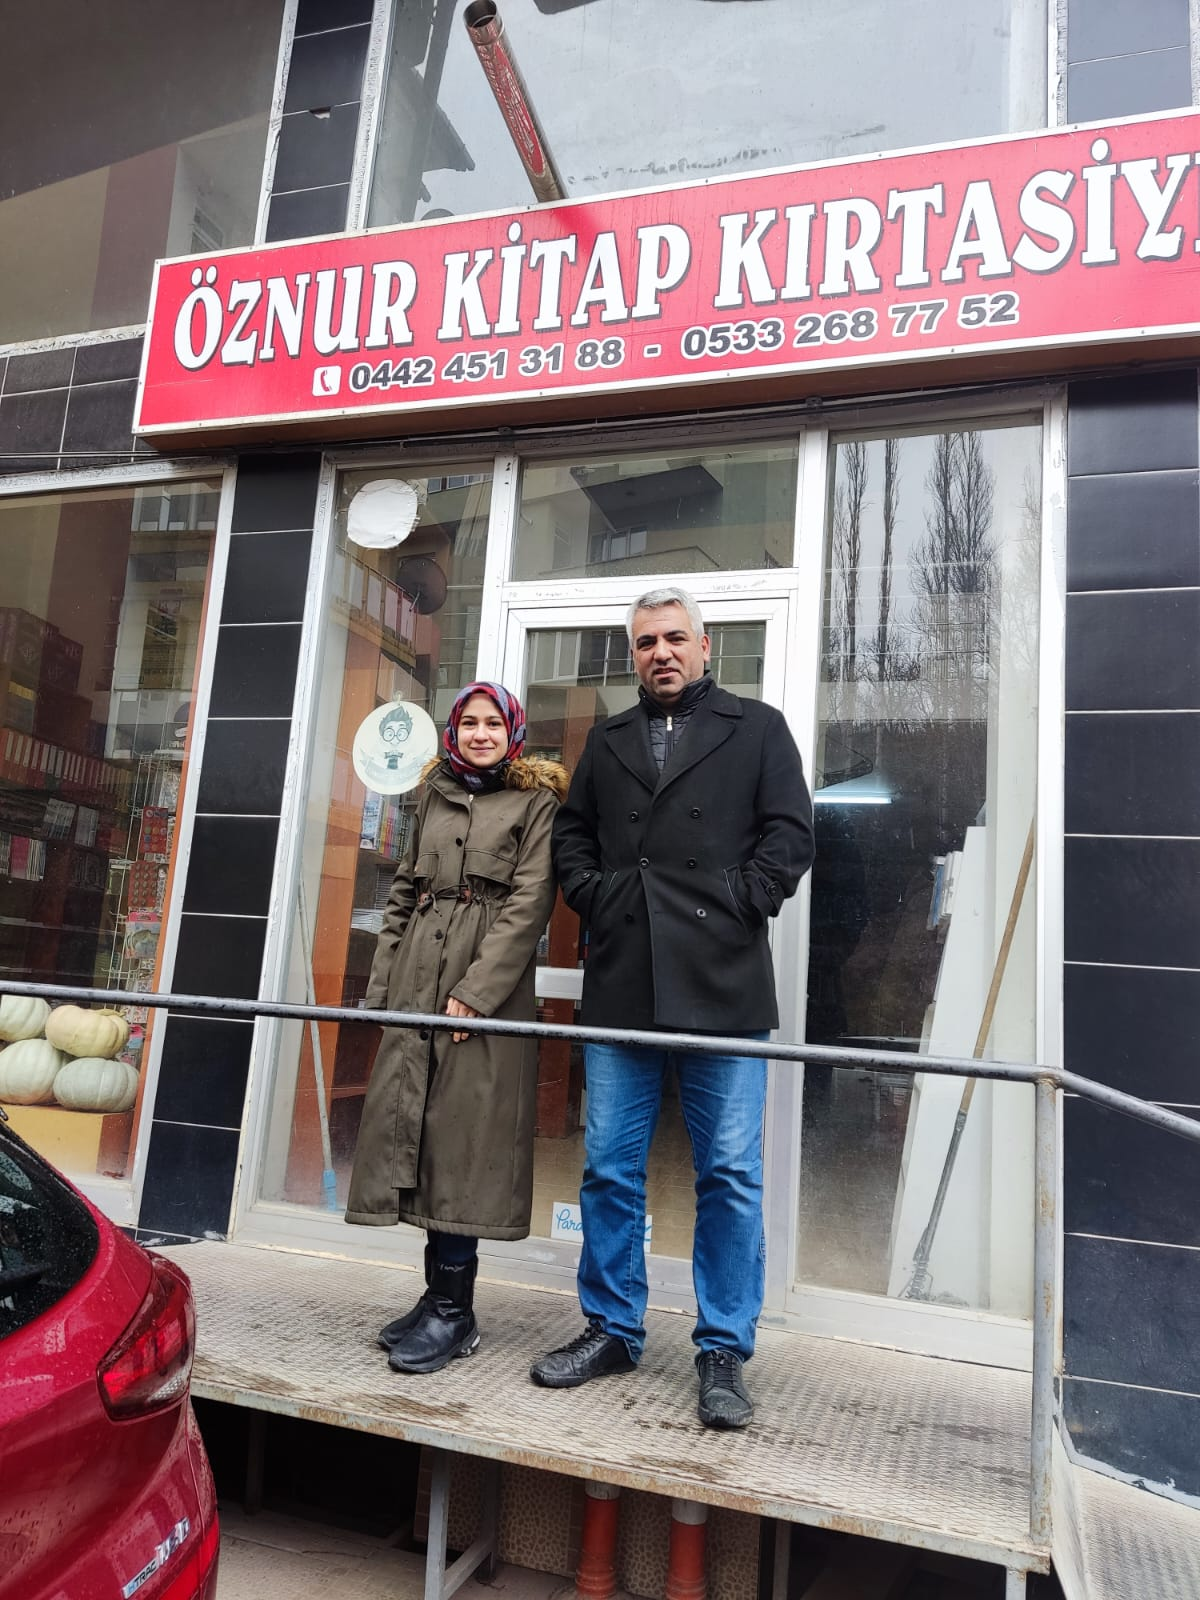 ÖZNUR KİTAP KIRTASİY
0442 451 31 88 - 0533 268 77 52